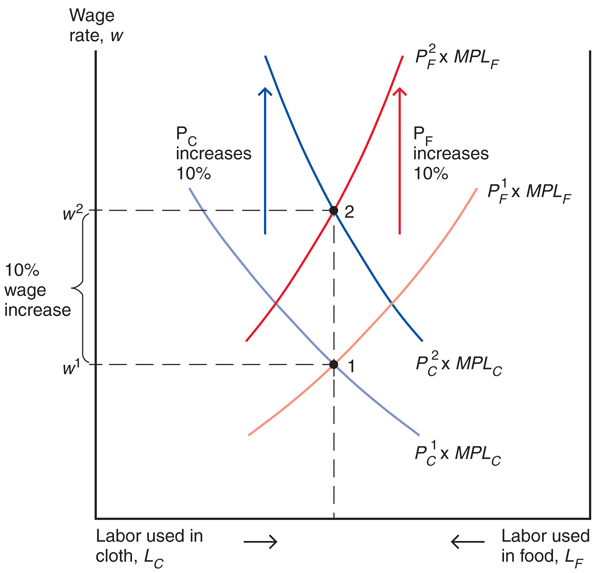 Wage
rate, w
P_F^2 x MPL_F
P_C
increases
10%
P_F
increases
10%
P_F^1 x MPL_F
w^2
2
10%
wage
increase
w^1
1
P_C^2 x MPL_C
P_C^1 x MPL_C
Labor used in
cloth, L_C
Labor used
in food, L_F